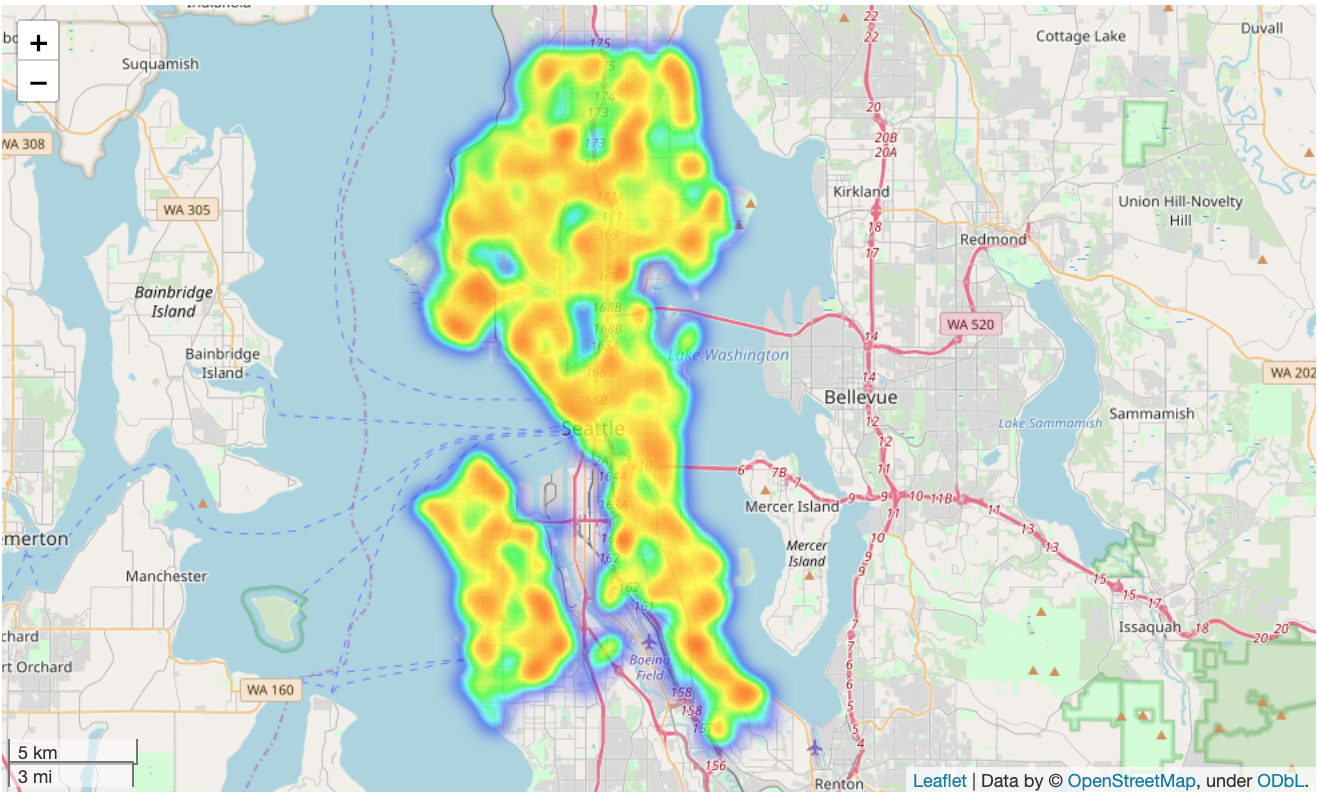 Indianola
22
22
Cottage Lake
Duvall
+
−
Suquamish
175
175
174
173
173
20
20B
20A
WA 308
WA 305
Kirkland
Union Hill-Novelty
Hill
171
171
169
169
18
17
Redmond
Bainbridge
Island
168B
168B
168A
WA 520
14
Lake Washington
Bainbridge
Island
166
14
WA 202
165B
Bellevue
Sammamish
12
Lake Sammamish
Seattle
12
11
6
7B
7
164A
163A
9
9
10
11B
11
Mercer Island
11
13
13
10
emerton
Mercer
Island
162
9
9
Manchester
15
15
17
162
161
18
20
20
Issaquah
chard
rt Orchard
7
7
6
6
Boeing
Field
WA 160
158
158
157
5
5
4
156
5 km
3 mi
Renton
Leaflet | Data by © OpenStreetMap, under ODbL.